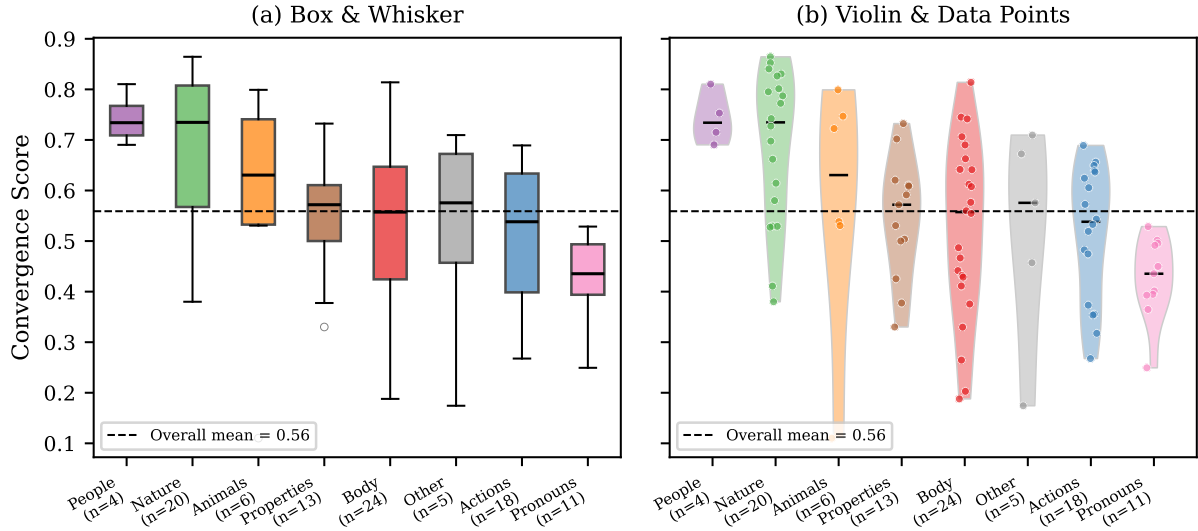 (a) Box & Whisker
(b) Violin & Data Points
Convergence Score
0.9
0.8
0.7
0.6
0.5
0.4
0.3
0.2
0.1
Overall mean = 0.56
Overall mean = 0.56
People
(n=4)
Nature
(n=20)
Animals
(n=6)
Properties
(n=13)
Body
(n=24)
Other
(n=5)
Actions
(n=18)
Pronouns
(n=11)
People
(n=4)
Nature
(n=20)
Animals
(n=6)
Properties
(n=13)
Body
(n=24)
Other
(n=5)
Actions
(n=18)
Pronouns
(n=11)